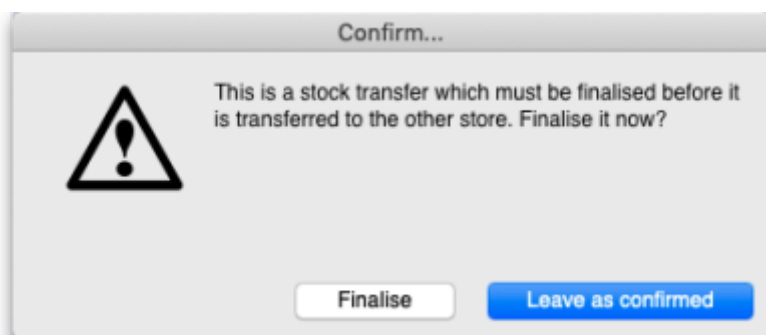 Confirm...
This is a stock transfer which must be finalised before it
is transferred to the other store. Finalise it now?
Finalise
Leave as confirmed